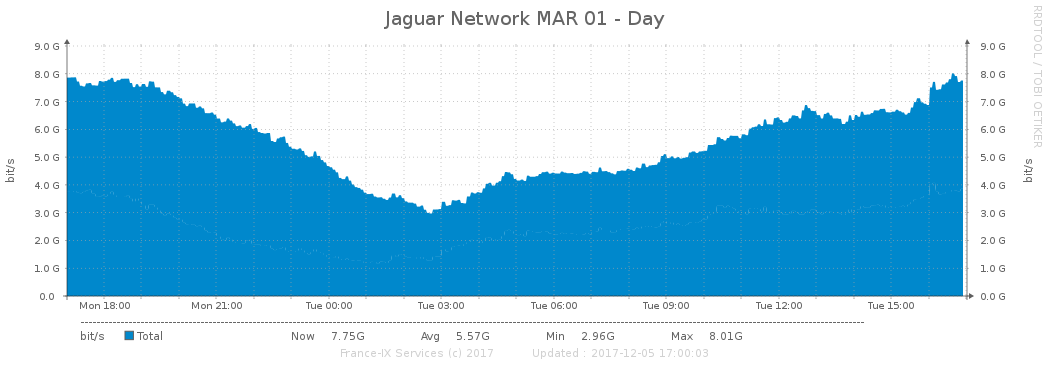 Jaguar Network MAR 01 - Day
RRDTOOL / TOBI OETIKER
bit/s
9.0 G
8.0 G
7.0 G
6.0 G
5.0 G
4.0 G
3.0 G
2.0 G
1.0 G
0.0
9.0 G
8.0 G
7.0 G
6.0 G
5.0 G
4.0 G
3.0 G
2.0 G
1.0 G
0.0 G
bit/s
Mon 18:00 Mon 21:00 Tue 00:00 Tue 03:00 Tue 06:00 Tue 09:00 Tue 12:00 Tue 15:00
bit/s Total Now 7.75G Avg 5.57G Min 2.96G Max 8.01G
France-IX Services (c) 2017 Updated : 2017-12-05 17:00:03